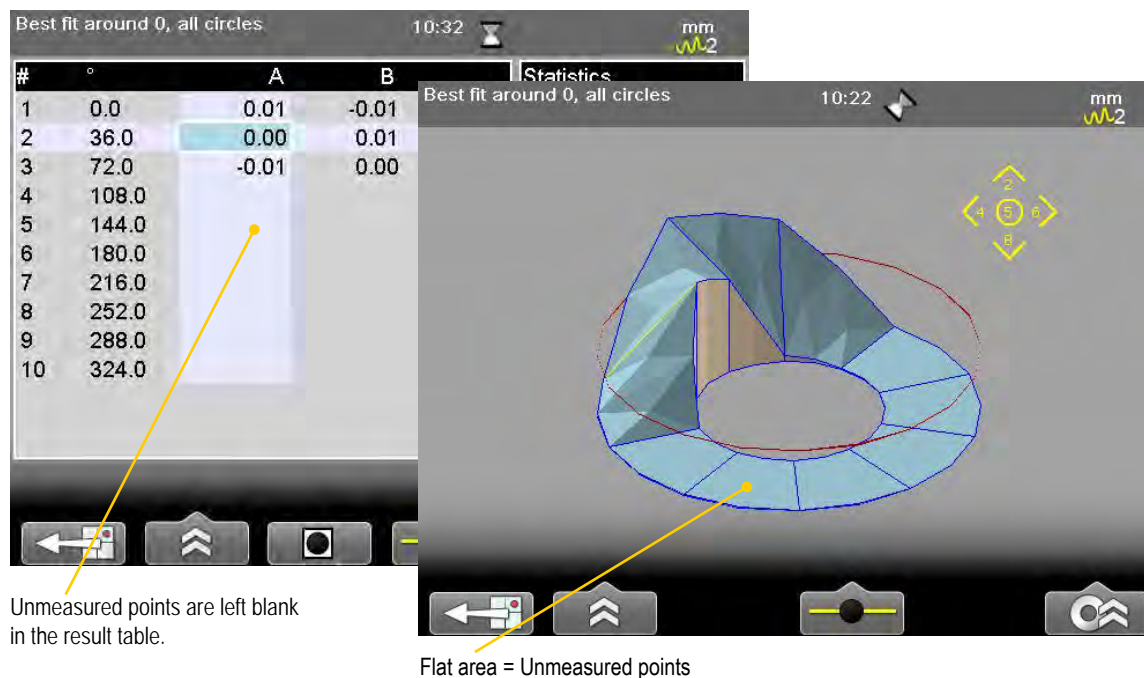 Best fit around 0, all circles 10:32 mm
2
# ° A B Statistics
1 0.0 0.01 -0.01
2 36.0 0.00 0.01
3 72.0 -0.01 0.00
4 108.0
5 144.0
6 180.0
7 216.0
8 252.0
9 288.0
10 324.0
Best fit around 0, all circles 10:22 mm
2
2
4 5 6
8
Unmeasured points are left blank
in the result table.
Flat area = Unmeasured points